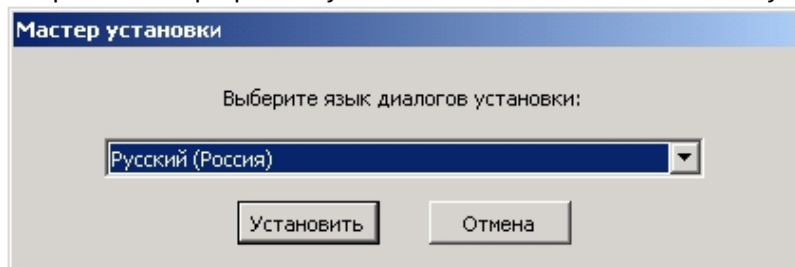 Мастер установки
Выберите язык диалогов установки:
Русский (Россия)
Установить
Отмена